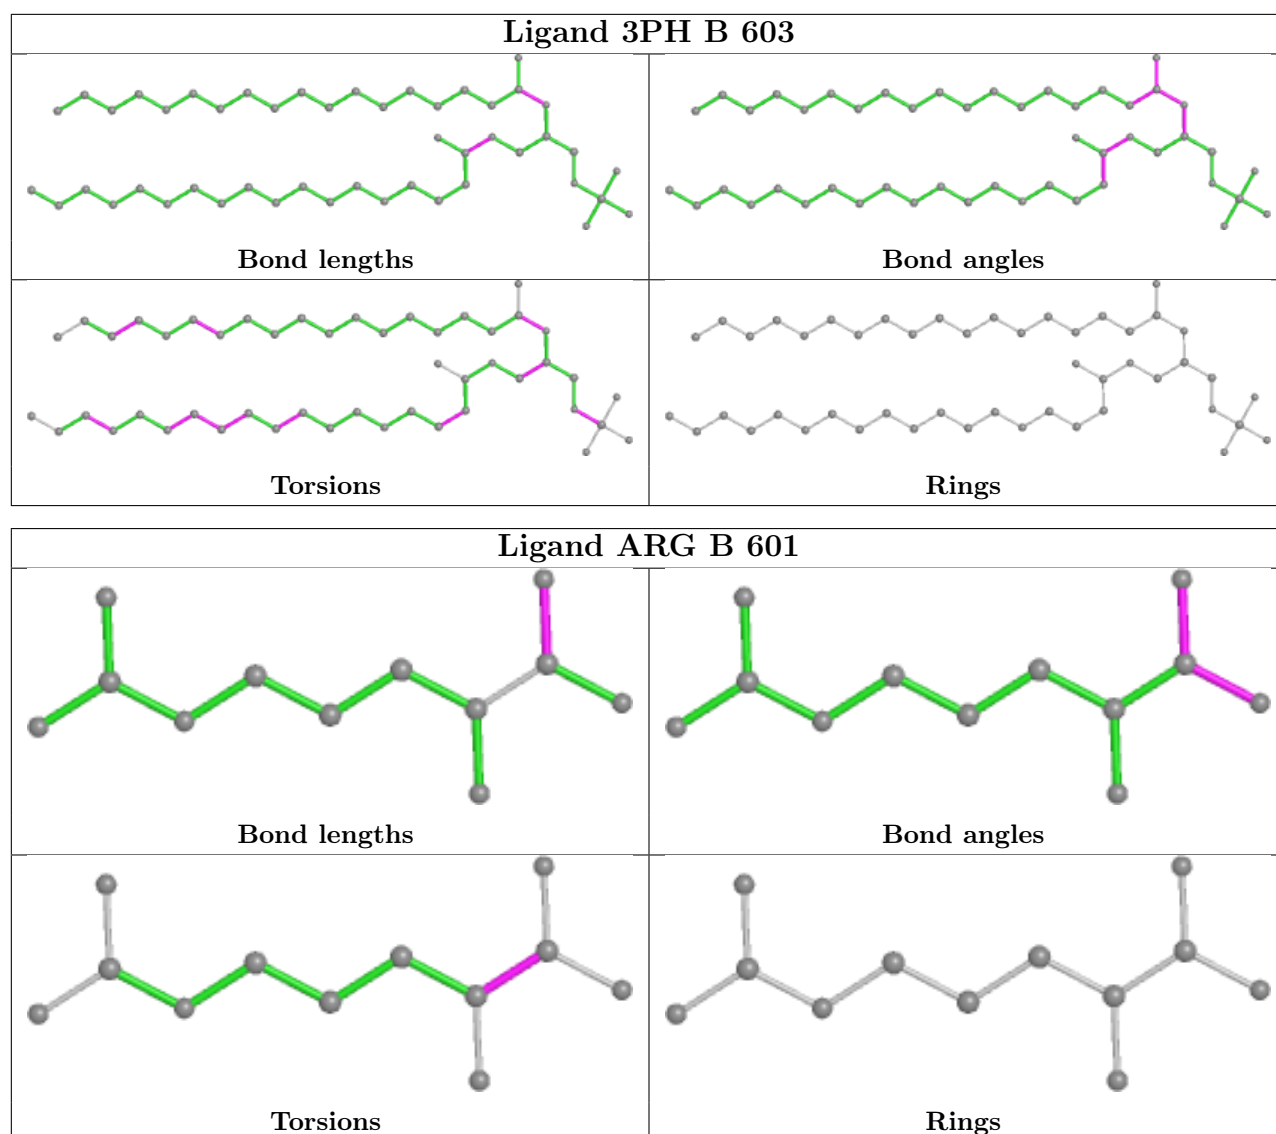 Ligand 3PH B 603
Bond lengths
Bond angles
Torsions
Rings
Ligand ARG B 601
Bond lengths
Bond angles
Torsions
Rings